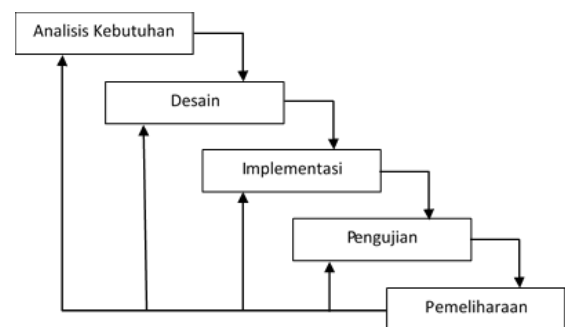 Analisis Kebutuhan
Desain
Implementasi
Pengujian
Pemeliharaan